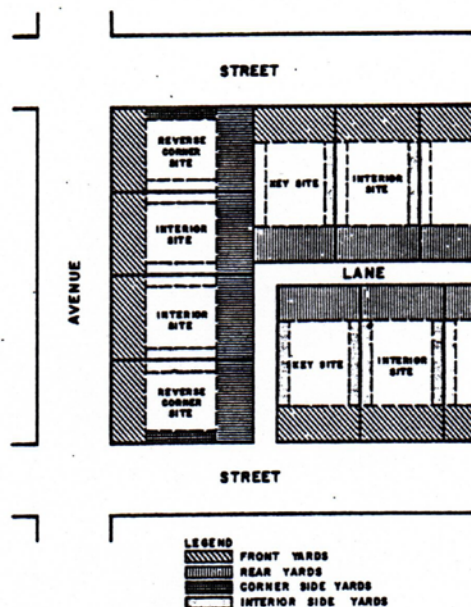 STREET
REVERSE
CORNER
SITE
KEY SITE
INTERIOR
SITE
INTERIOR
SITE
LANE
AVENUE
INTERIOR
SITE
KEY SITE
INTERIOR
SITE
REVERSE
CORNER
SITE
STREET
LEGEND
FRONT YARDS
REAR YARDS
CORNER SIDE YARDS
INTERIOR SIDE YARDS